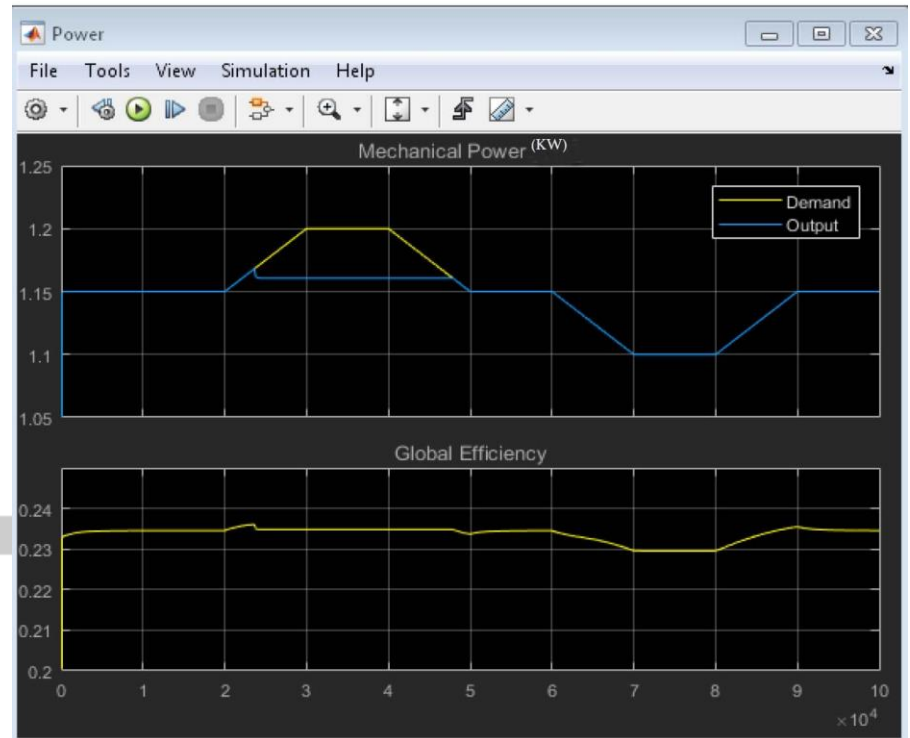 Power
File Tools View Simulation Help
Mechanical Power (KW)
1.25
1.2
1.15
1.1
1.05
Demand
Output
Global Efficiency
0.24
0.23
0.22
0.21
0.2
0 1 2 3 4 5 6 7 8 9 10
×10⁴